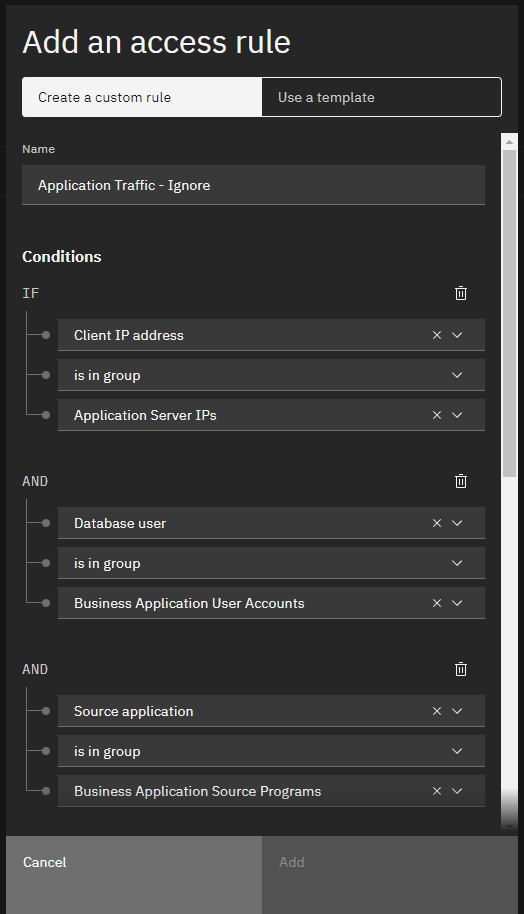 Add an access rule
Create a custom rule
Use a template
Name
Application Traffic - Ignore
Conditions
IF
Client IP address
is in group
Application Server IPs
AND
Database user
is in group
Business Application User Accounts
AND
Source application
is in group
Business Application Source Programs
Cancel
Add